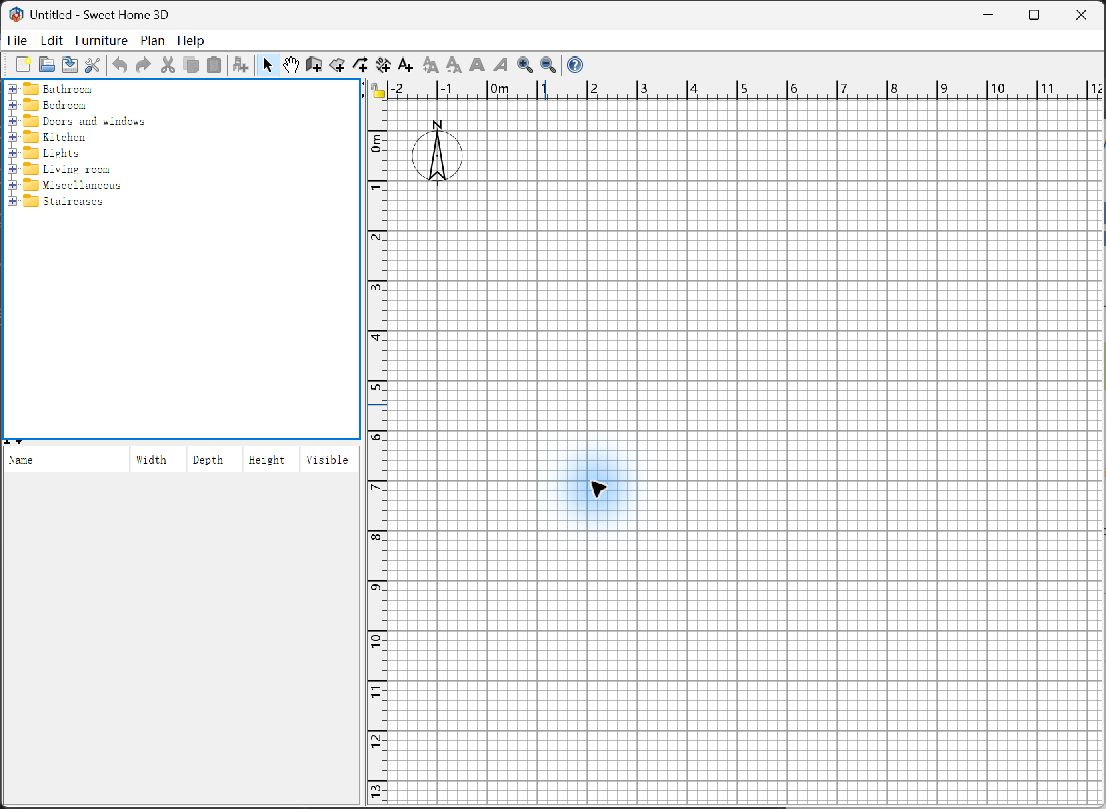 Untitled - Sweet Home 3D
File Edit Furniture Plan Help
Bathroom
Bedroom
Doors and windows
Kitchen
Lights
Living room
Miscellaneous
Staircases
Name Width Depth Height Visible
-2 -1 0m 1 2 3 4 5 6 7 8 9 10 11 12
0m
1
2
3
4
5
6
7
8
9
10
11
12
13
N